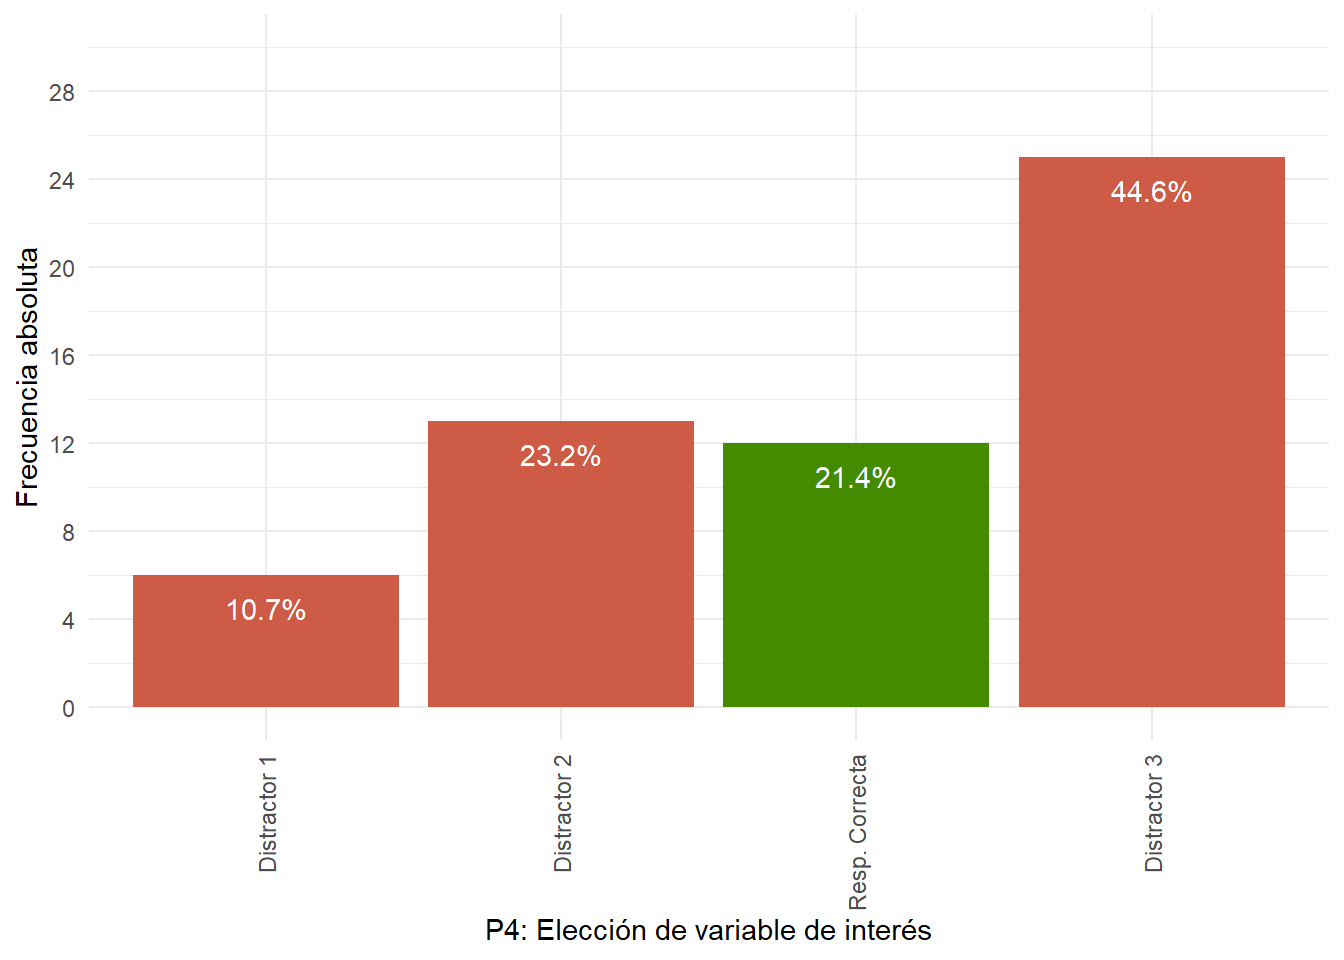 Frecuencia absoluta
28
24
20
16
12
8
4
0
10.7%
23.2%
21.4%
44.6%
Distractor 1
Distractor 2
Resp. Correcta
Distractor 3
P4: Elección de variable de interés